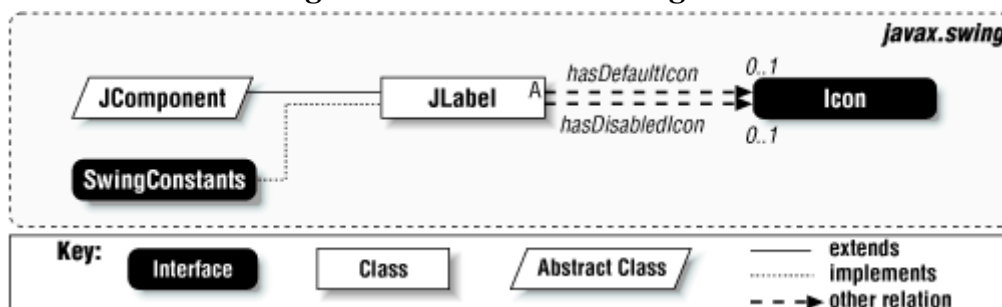 javax.swing
hasDefaultIcon
0..1
JComponent
JLabel
A
Icon
hasDisabledIcon
0..1
SwingConstants
Key:
Interface
Class
Abstract Class
extends
implements
other relation